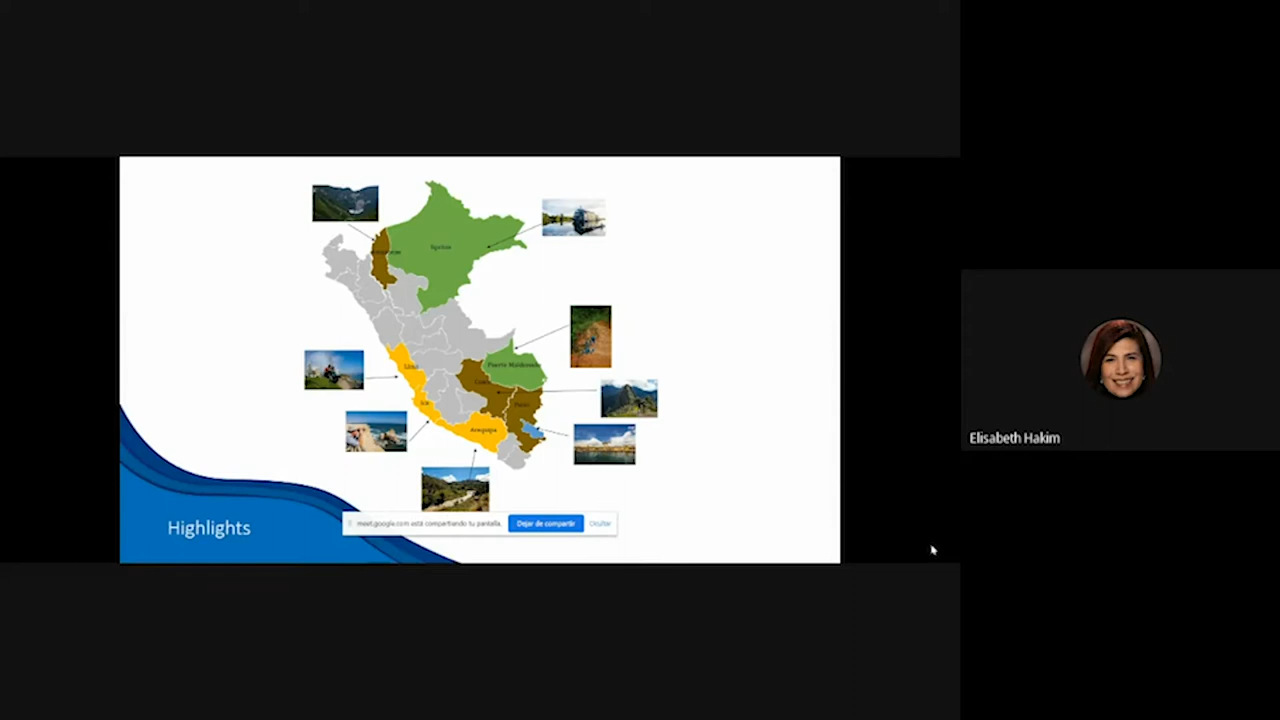 Iquitos
Puerto Maldonado
Lima
Cusco
Puno
Ica
Arequipa
Elisabeth Hakim
meet.google.com está compartiendo tu pantalla.
Dejar de compartir
Ocultar
Highlights